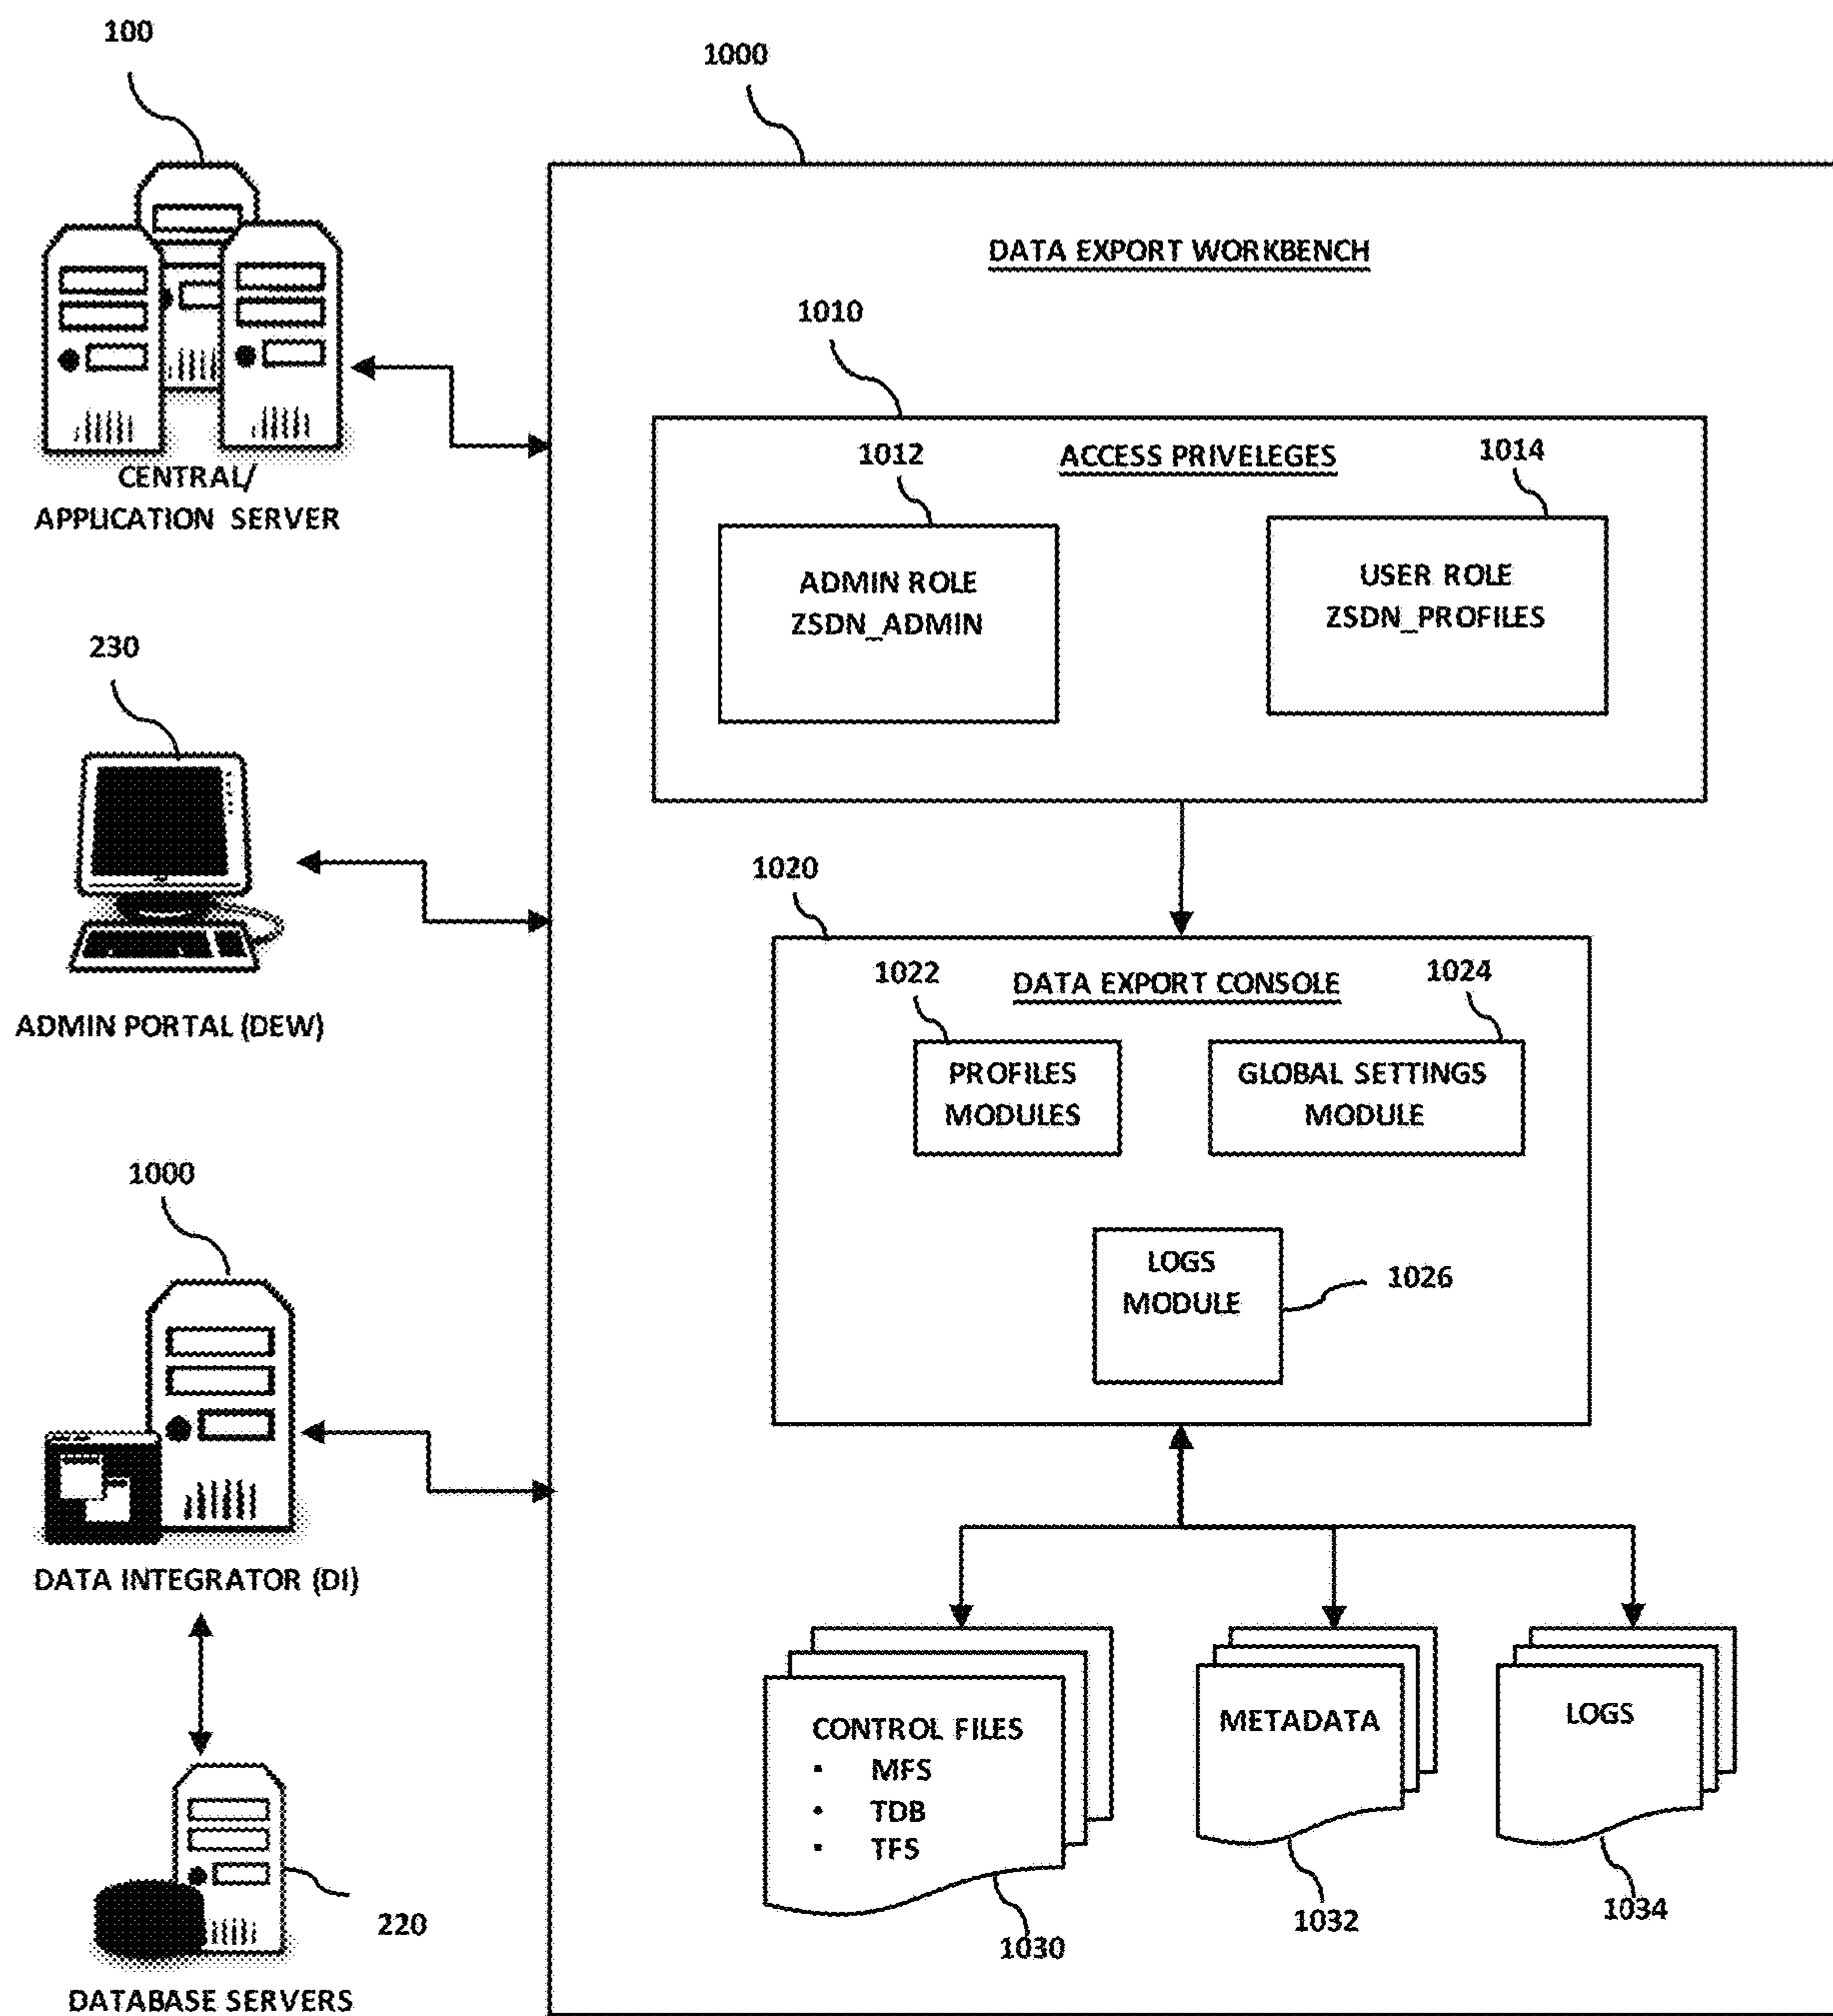 100
1000
DATA EXPORT WORKBENCH
1010
1012
ACCESS PRIVELEGES
1014
ADMIN ROLE
ZSDN_ADMIN
USER ROLE
ZSDN_PROFILES
CENTRAL/
APPLICATION SERVER
230
ADMIN PORTAL (DEW)
1020
1022
DATA EXPORT CONSOLE
1024
PROFILES
MODULES
GLOBAL SETTINGS
MODULE
LOGS
MODULE
1026
1000
DATA INTEGRATOR (DI)
220
DATABASE SERVERS
CONTROL FILES
• MFS
• TDB
• TFS
1030
METADATA
1032
LOGS
1034